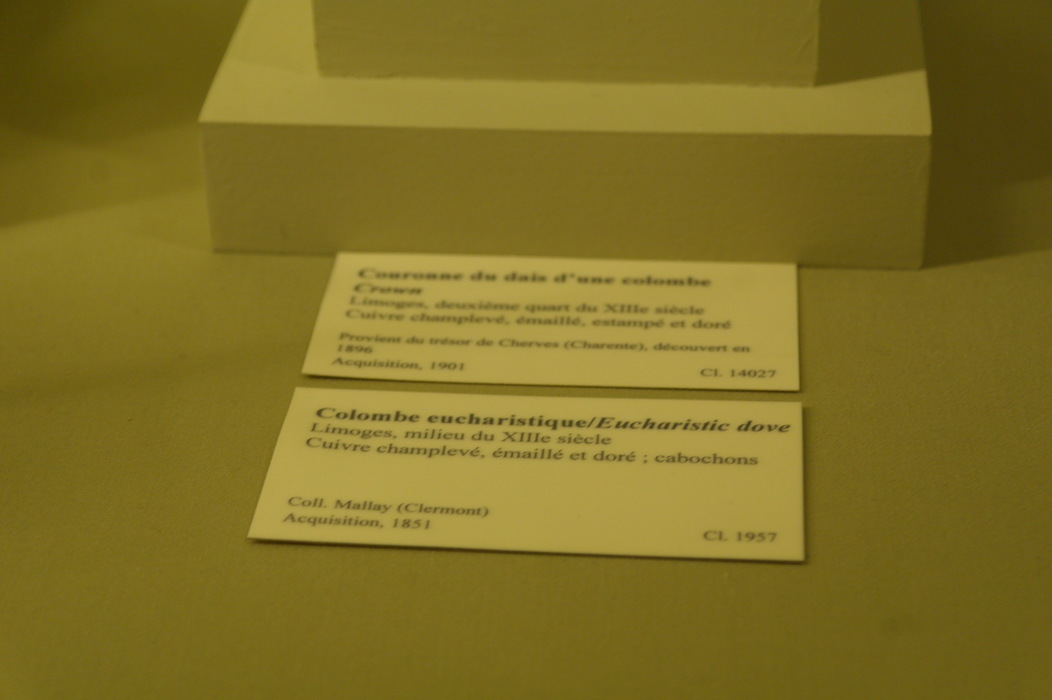 Couronne du dais d'une colombe
Crown
Limoges, deuxième quart du XIIIe siècle
Cuivre champlevé, émaillé, estampé et doré
Provient du trésor de Cherves (Charente), découvert en
1896
Acquisition, 1901
Cl. 14027
Colombe eucharistique/Eucharistic dove
Limoges, milieu du XIIIe siècle
Cuivre champlevé, émaillé et doré ; cabochons
Coll. Mallay (Clermont)
Acquisition, 1851
Cl. 1957